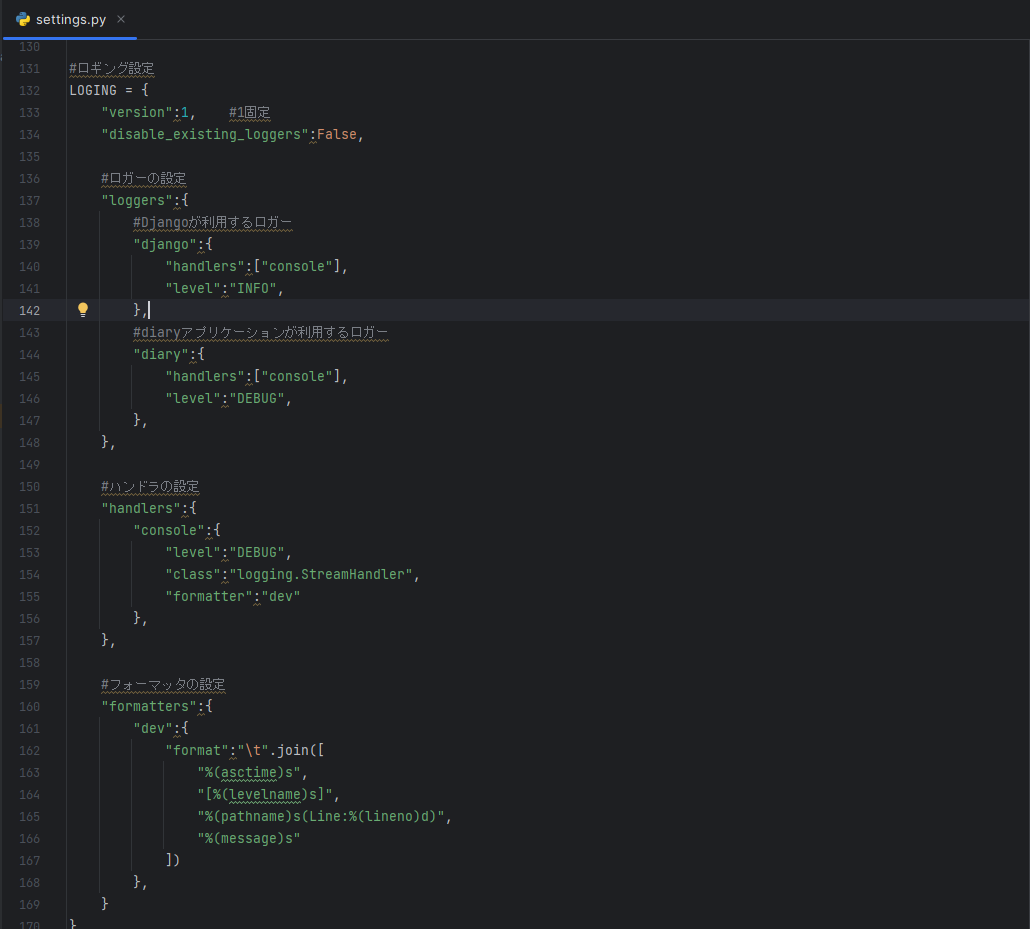 settings.py ×
130
131 #ロギング設定
132 LOGING = {
133 "version":1, #1固定
134 "disable_existing_loggers":False,
135
136 #ロガーの設定
137 "loggers":{
138 #Djangoが利用するロガー
139 "django":{
140 "handlers":["console"],
141 "level":"INFO",
142 },
143 #diaryアプリケーションが利用するロガー
144 "diary":{
145 "handlers":["console"],
146 "level":"DEBUG",
147 },
148 },
149
150 #ハンドラの設定
151 "handlers":{
152 "console":{
153 "level":"DEBUG",
154 "class":"logging.StreamHandler",
155 "formatter":"dev"
156 },
157 },
158
159 #フォーマッタの設定
160 "formatters":{
161 "dev":{
162 "format":"\t".join([
163 "%(asctime)s",
164 "[%(levelname)s]",
165 "%(pathname)s(Line:%(lineno)d)",
166 "%(message)s"
167 ])
168 },
169 }
170 }